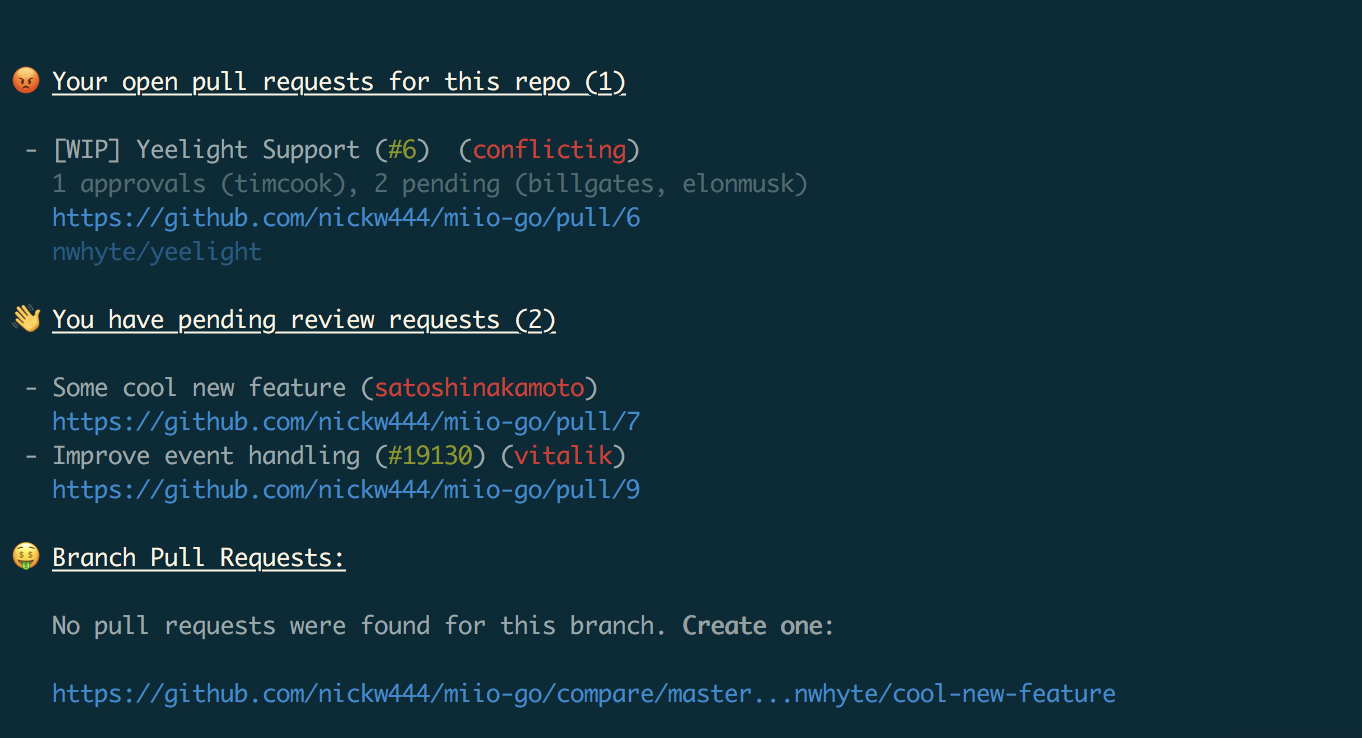 😡 Your open pull requests for this repo (1)
- [WIP] Yeelight Support (#6)  (conflicting)
1 approvals (timcook), 2 pending (billgates, elonmusk)
https://github.com/nickw444/miio-go/pull/6
nwhyte/yeelight
👋 You have pending review requests (2)
- Some cool new feature (satoshinakamoto)
https://github.com/nickw444/miio-go/pull/7
- Improve event handling (#19130) (vitalik)
https://github.com/nickw444/miio-go/pull/9
🤑 Branch Pull Requests:
No pull requests were found for this branch. Create one:
https://github.com/nickw444/miio-go/compare/master...nwhyte/cool-new-feature